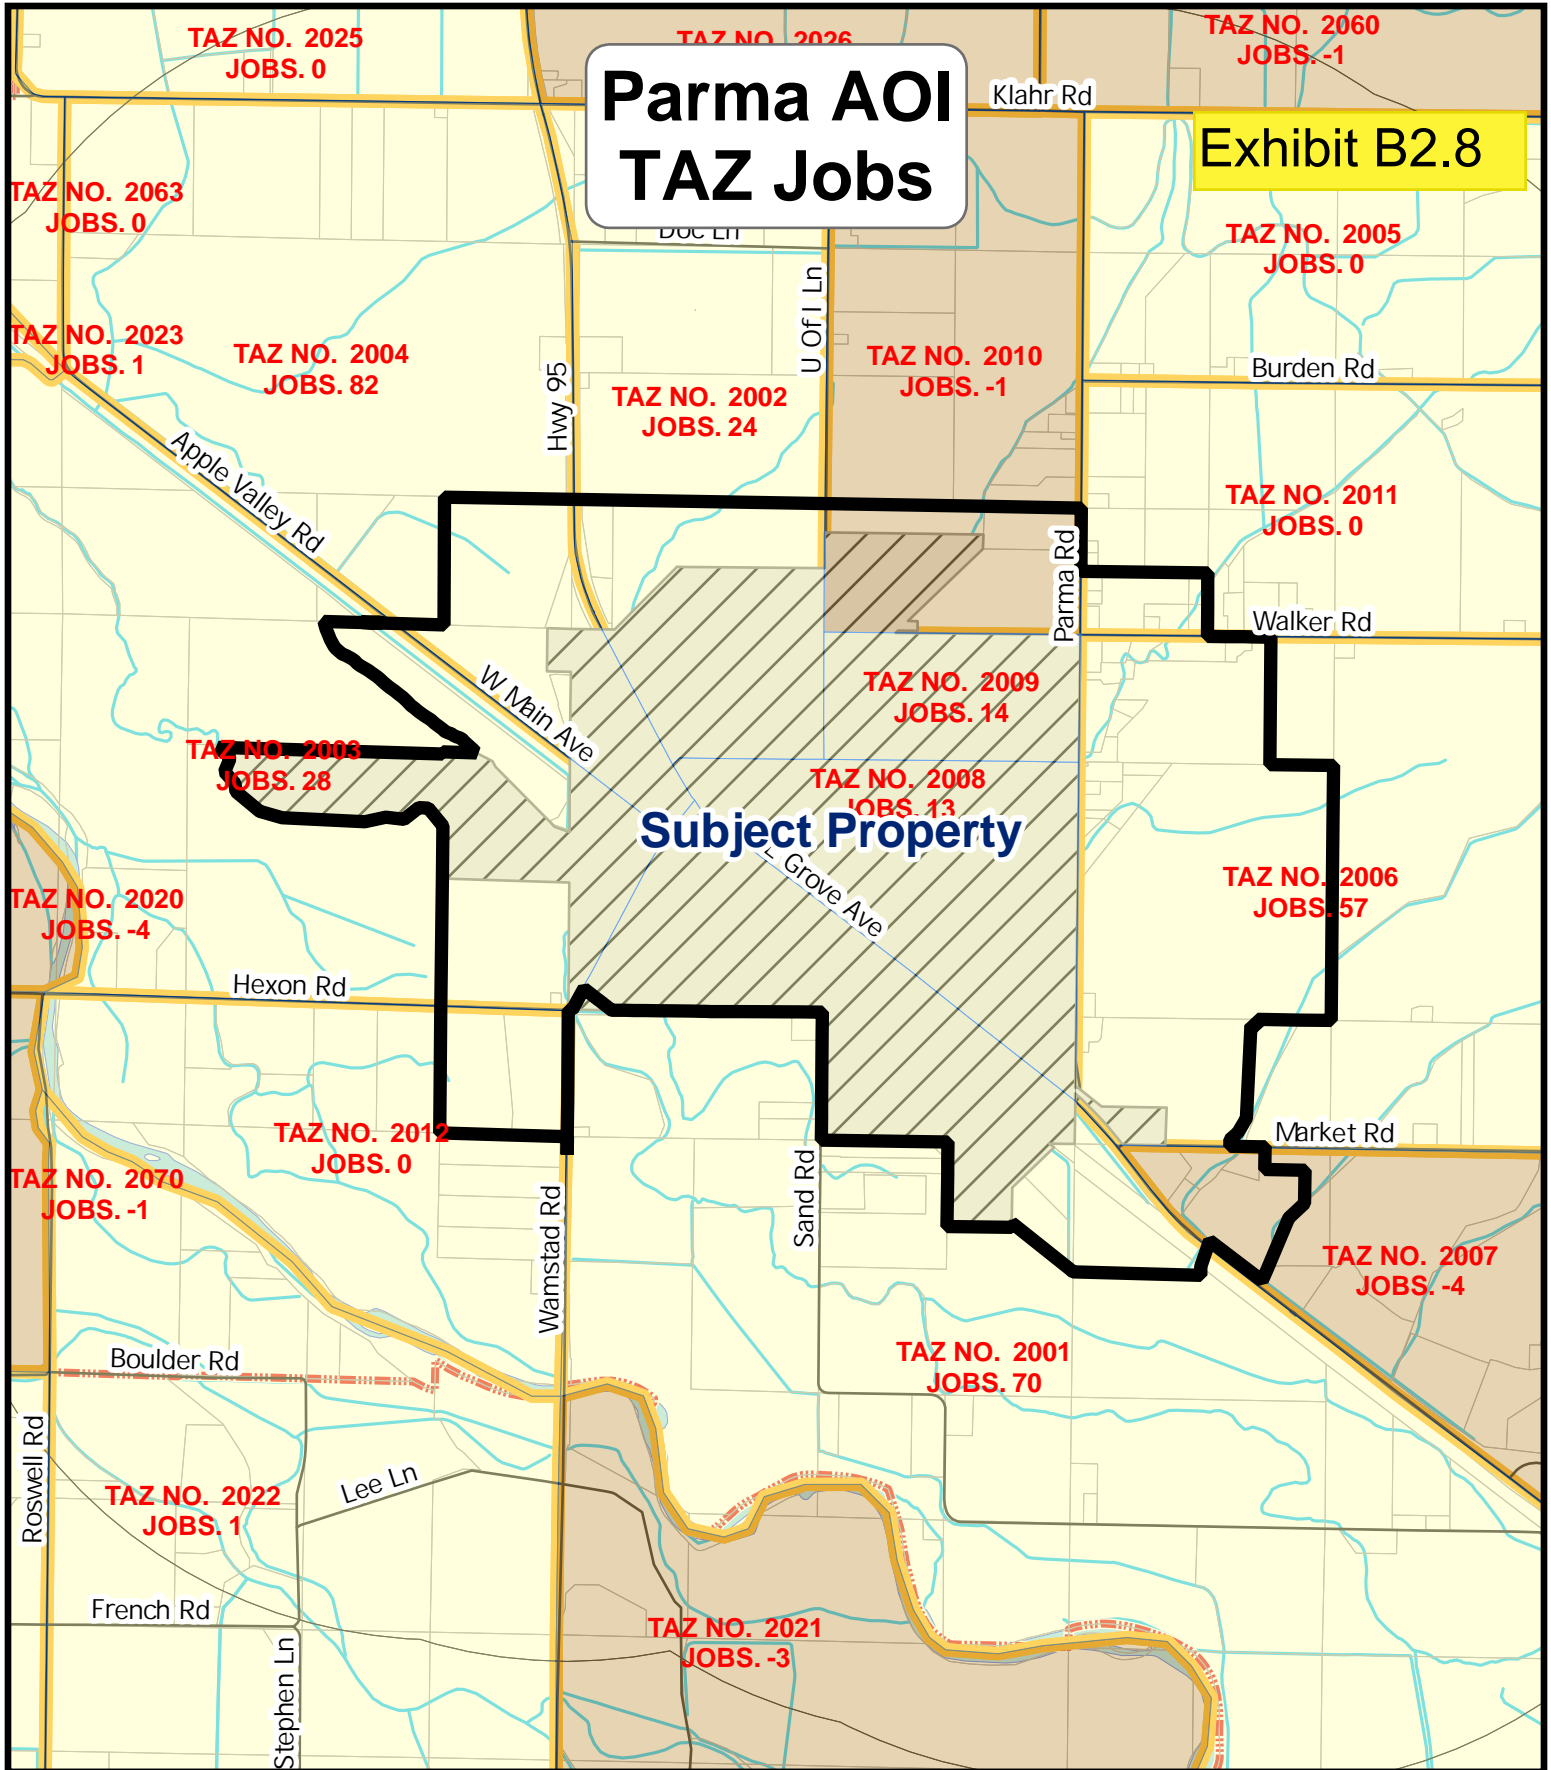 TAZ NO. 2025
JOBS. 0
TAZ NO. 2026
TAZ NO. 2060
JOBS. -1
Parma AOI
TAZ Jobs
Klahr Rd
Exhibit B2.8
TAZ NO. 2063
JOBS. 0
Doc Ln
TAZ NO. 2005
JOBS. 0
U Of I Ln
TAZ NO. 2023
JOBS. 1
TAZ NO. 2004
JOBS. 82
Hwy 95
TAZ NO. 2002
JOBS. 24
TAZ NO. 2010
JOBS. -1
Burden Rd
Apple Valley Rd
TAZ NO. 2011
JOBS. 0
Parma Rd
Walker Rd
W Main Ave
TAZ NO. 2009
JOBS. 14
TAZ NO. 2003
JOBS. 28
TAZ NO. 2008
JOBS. 13
Subject Property
E Grove Ave
TAZ NO. 2006
JOBS. 57
TAZ NO. 2020
JOBS. -4
Hexon Rd
TAZ NO. 2012
JOBS. 0
Market Rd
TAZ NO. 2070
JOBS. -1
Wamstad Rd
Sand Rd
TAZ NO. 2007
JOBS. -4
Boulder Rd
TAZ NO. 2001
JOBS. 70
Roswell Rd
Lee Ln
TAZ NO. 2022
JOBS. 1
French Rd
Stephen Ln
TAZ NO. 2021
JOBS. -3